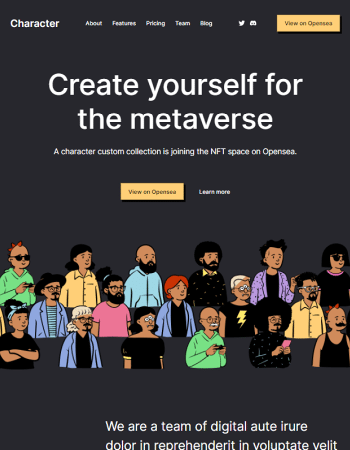 Character
About Features Pricing Team Blog
View on Opensea
Create yourself for
the metaverse
A character custom collection is joining the NFT space on Opensea.
View on Opensea Learn more
We are a team of digital aute irure
dolor in reprehenderit in voluptate velit